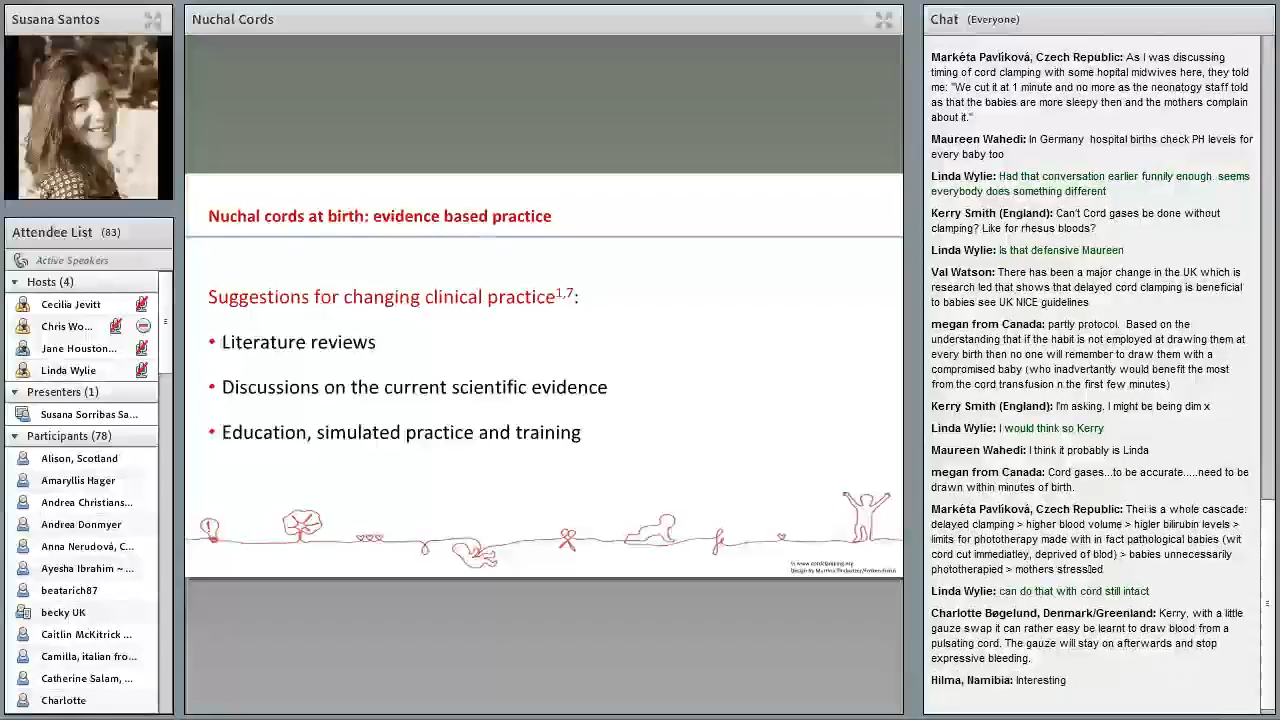 Susana Santos
Attendee List (83)
Active Speakers
Hosts (4)
Cecilia Jevitt
Chris Wo...
Jane Houston...
Linda Wylie
Presenters (1)
Susana Sorribas Sa...
Participants (78)
Alison, Scotland
Amaryllis Hager
Andrea Christians...
Andrea Donmyer
Anna Nerudová, C...
Ayesha Ibrahim ~ ...
beatarich87
becky UK
Caitlin McKitrick ...
Camilla, italian fro...
Catherine Salam, ...
Charlotte
Nuchal Cords
Nuchal cords at birth: evidence based practice
Suggestions for changing clinical practice1,7:
• Literature reviews
• Discussions on the current scientific evidence
• Education, simulated practice and training
© www.cordclamping.org
Chat (Everyone)
Markéta Pavlíková, Czech Republic: As I was discussing
timing of cord clamping with some hopital midwives here, they told
me: "We cut it at 1 minute and no more as the neonatogy staff told
as that the babies are more sleepy then and the mothers complain
about it."
Maureen Wahedi: In Germany hospital births check PH levels for
every baby too
Linda Wylie: Had that conversation earlier funnily enough. seems
everybody does something different
Kerry Smith (England): Can't Cord gases be done without
clamping? Like for rhesus bloods?
Linda Wylie: Is that defensive Maureen
Val Watson: There has been a major change in the UK which is
research led that shows that delayed cord clamping is beneficial
to babies see UK NICE guidelines
megan from Canada: partly protocol. Based on the
understanding that if the habit is not employed at drawing them at
every birth then no one will remember to draw them with a
compromised baby (who inadvertantly would benefit the most
from the cord transfusion n the first few minutes)
Kerry Smith (England): I'm asking. I might be being dim x
Linda Wylie: I would think so Kerry
Maureen Wahedi: I think it probably is Linda
megan from Canada: Cord gases...to be accurate.....need to be
drawn within minutes of birth.
Markéta Pavlíková, Czech Republic: Thei is a whole cascade:
delayed clamping > higher blood volume > higler bilirubin levels >
limits for phototherapy made with in fact pathological babies (wit
cord cut immediatley, deprived of blod) > babies unnecessarily
phototherapied > mothers stressed
Linda Wylie: can do that with cord still intact
Charlotte Bøgelund, Denmark/Greenland: Kerry, with a little
gauze swap it can rather easy be learnt to draw blood from a
pulsating cord. The gauze will stay on afterwards and stop
expressive bleeding.
Hilma, Namibia: Interesting